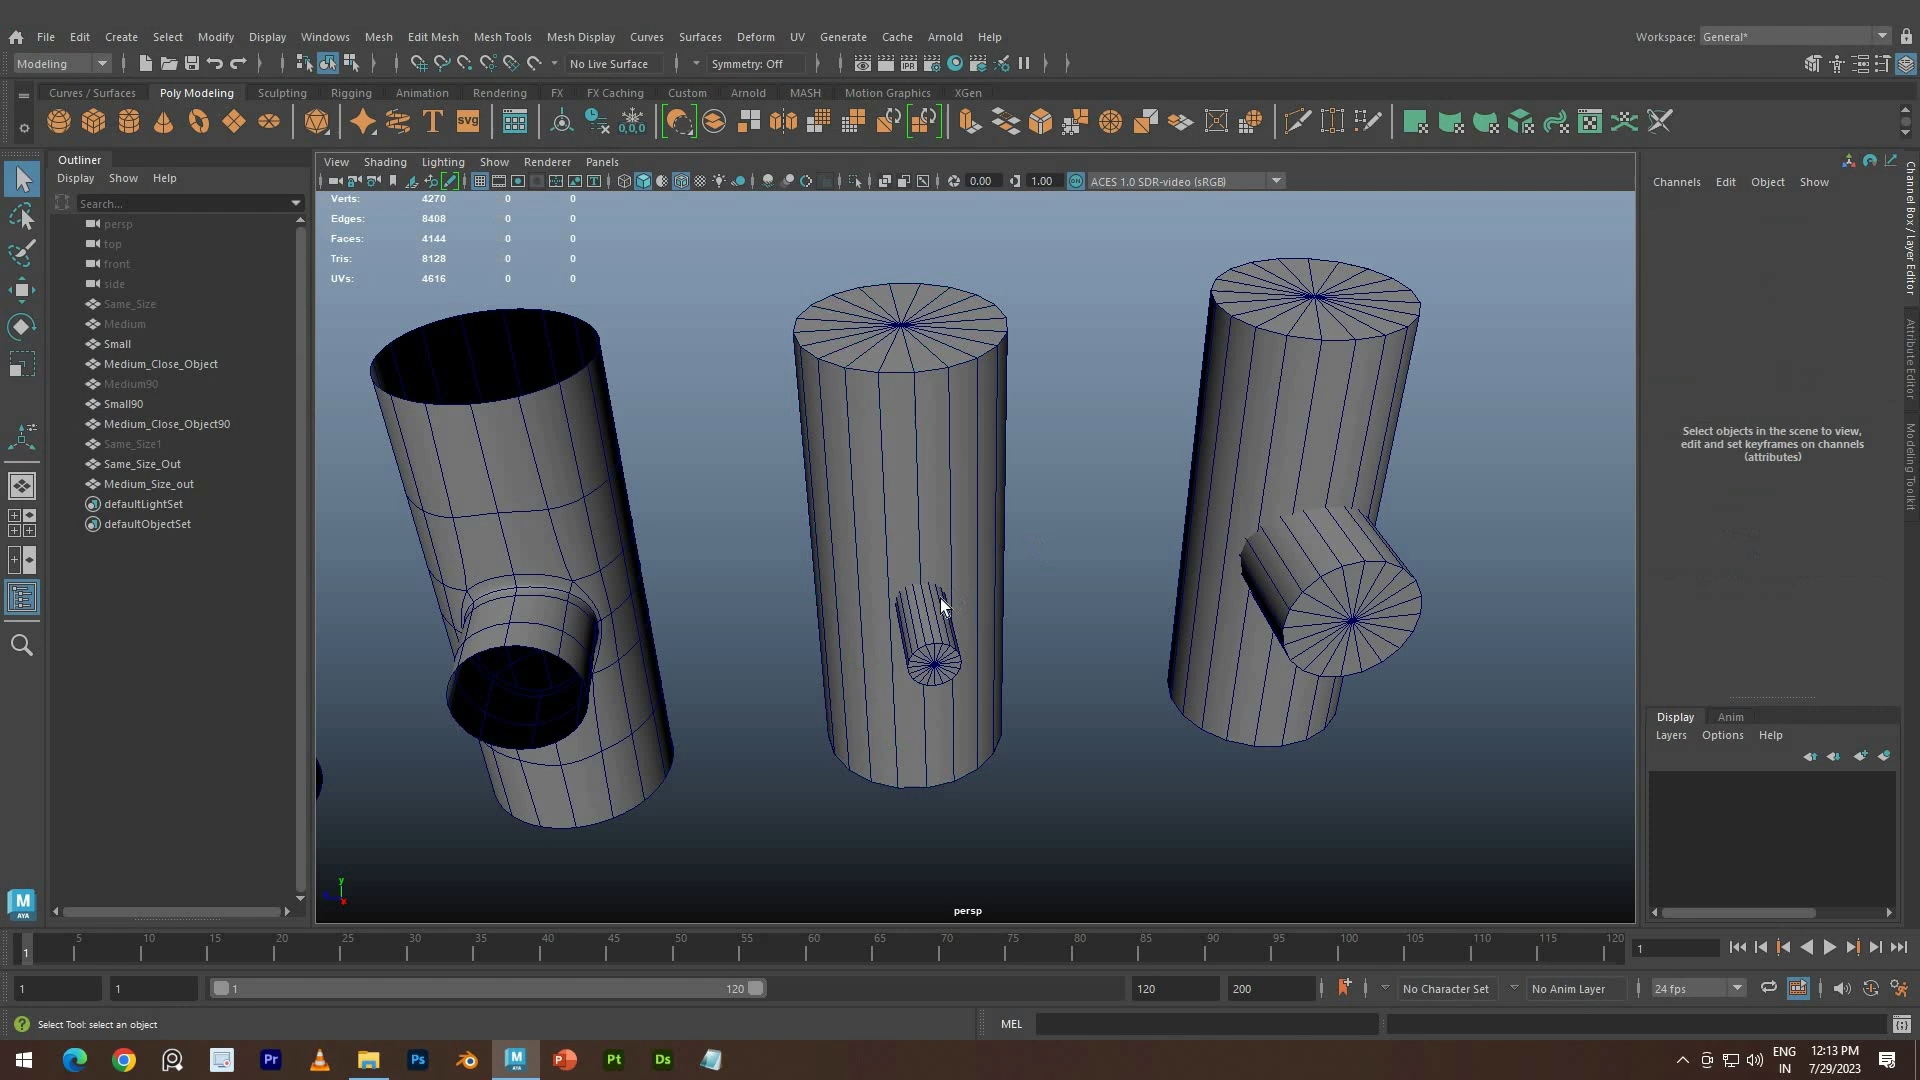 File Edit Create Select Modify Display Windows Mesh Edit Mesh Mesh Tools Mesh Display Curves Surfaces Deform UV Generate Cache Arnold Help
Workspace: General*
Modeling
No Live Surface
Symmetry: Off
Curves / Surfaces Poly Modeling Sculpting Rigging Animation Rendering FX FX Caching Custom Arnold MASH Motion Graphics XGen
Outliner
Display Show Help
Search...
persp
top
front
side
Same_Size
Medium
Small
Medium_Close_Object
Medium90
Small90
Medium_Close_Object90
Same_Size1
Same_Size_Out
Medium_Size_out
defaultLightSet
defaultObjectSet
View Shading Lighting Show Renderer Panels
0.00 1.00 ACES 1.0 SDR-video (sRGB)
Verts: 4270 0 0
Edges: 8408 0 0
Faces: 4144 0 0
Tris: 8128 0 0
UVs: 4616 0 0
persp
Channels Edit Object Show
Select objects in the scene to view,
edit and set keyframes on channels
(attributes)
Channel Box / Layer Editor
Attribute Editor
Modeling Toolkit
Display Anim
Layers Options Help
1 5 10 15 20 25 30 35 40 45 50 55 60 65 70 75 80 85 90 95 100 105 110 115 120
1
1 1 1 120 120 200
No Character Set
No Anim Layer
24 fps
Select Tool: select an object
MEL
ENG
IN
12:13 PM
7/29/2023